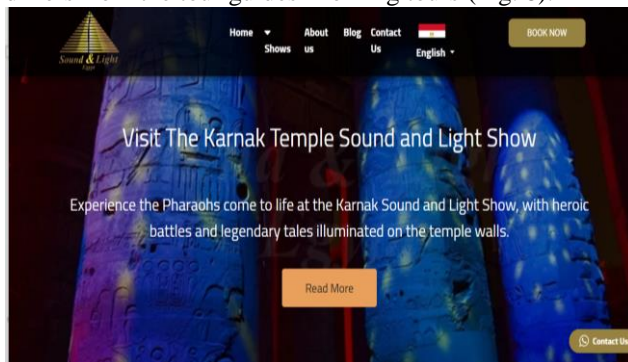 Home
Shows
About us
Blog
Contact Us
English
BOOK NOW
Sound & Light
Egypt
Visit The Karnak Temple Sound and Light Show
Experience the Pharaohs come to life at the Karnak Sound and Light Show, with heroic
battles and legendary tales illuminated on the temple walls.
Read More
Contact Us